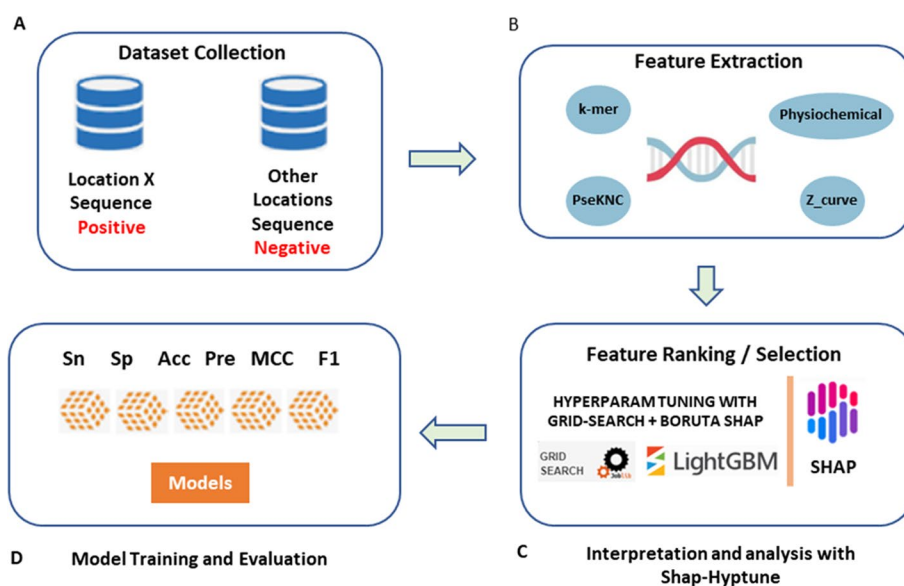 A
Dataset Collection
Location X
Sequence
Positive
Other
Locations
Sequence
Negative
B
Feature Extraction
k-mer
Physiochemical
PseKNC
Z_curve
Feature Ranking / Selection
HYPERPARAM TUNING WITH
GRID-SEARCH + BORUTA SHAP
GRID
SEARCH
LightGBM
SHAP
C
Interpretation and analysis with
Shap-Hyptune
Sn Sp Acc Pre MCC F1
Models
D
Model Training and Evaluation